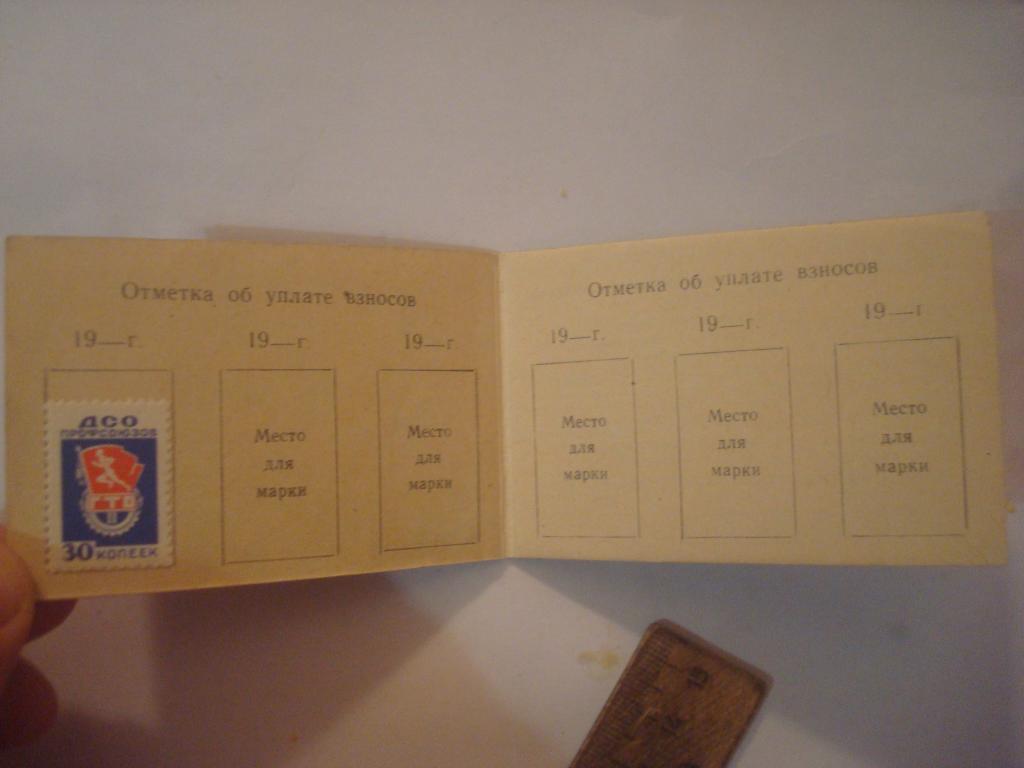 Отметка об уплате взносов
19—г. 19—г. 19—г.
ДСО
ПРОФСОЮЗОВ
ГТО
30 КОПЕЕК
Место
для
марки
Место
для
марки
Отметка об уплате взносов
19—г. 19—г. 19—г
Место
для
марки
Место
для
марки
Место
для
марки